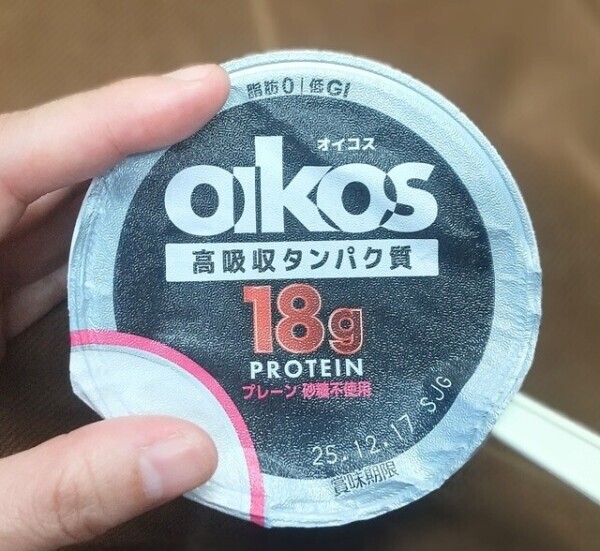 脂肪0|低GI
オイコス
oikos
高吸収タンパク質
18g
PROTEIN
プレーン 砂糖不使用
25.12.17 SJG
賞味期限